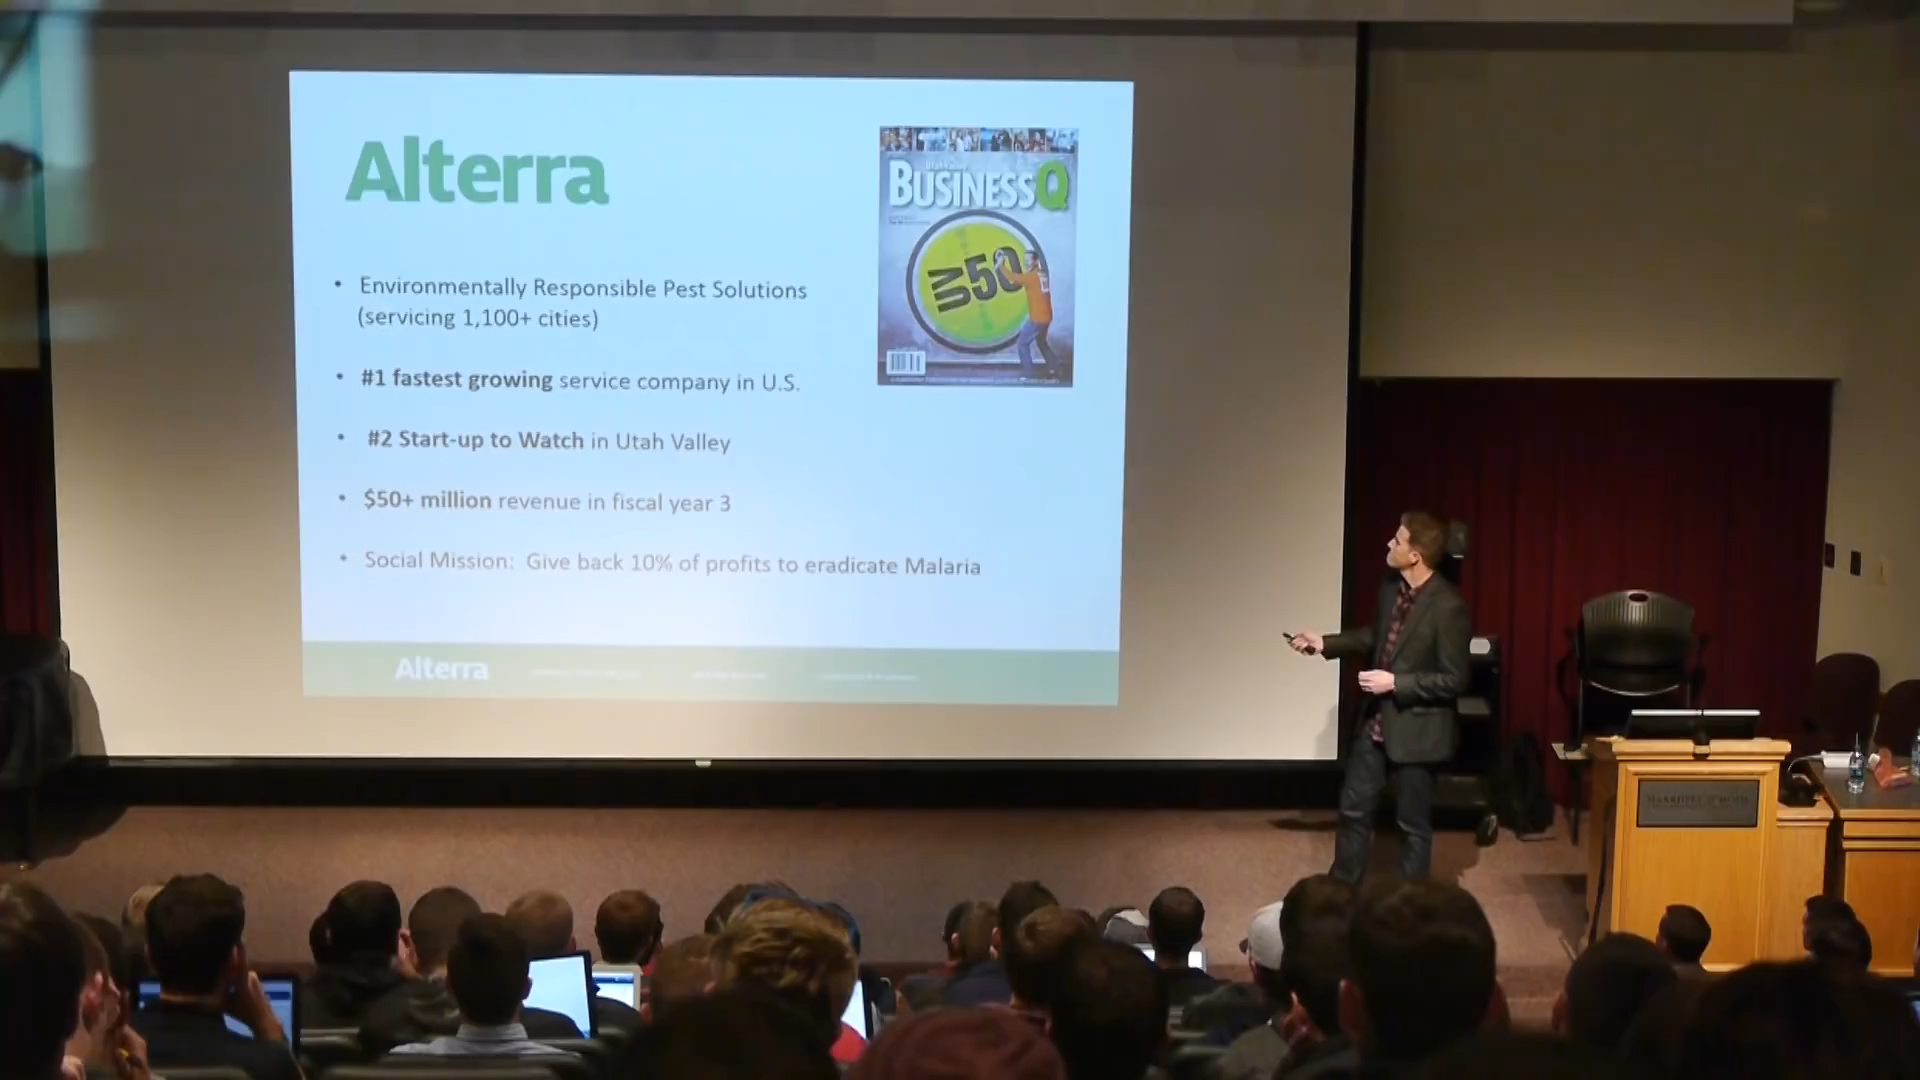 Alterra
BUSINESSQ
UV50
• Environmentally Responsible Pest Solutions
(servicing 1,100+ cities)
• #1 fastest growing service company in U.S.
• #2 Start-up to Watch in Utah Valley
• $50+ million revenue in fiscal year 3
• Social Mission: Give back 10% of profits to eradicate Malaria
Alterra
MARRIOTT SCHOOL